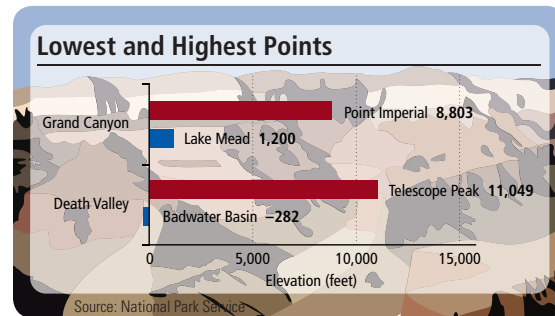 Lowest and Highest Points
Grand Canyon
Point Imperial 8,803
Lake Mead 1,200
Death Valley
Telescope Peak 11,049
Badwater Basin –282
0 5,000 10,000 15,000
Elevation (feet)
Source: National Park Service